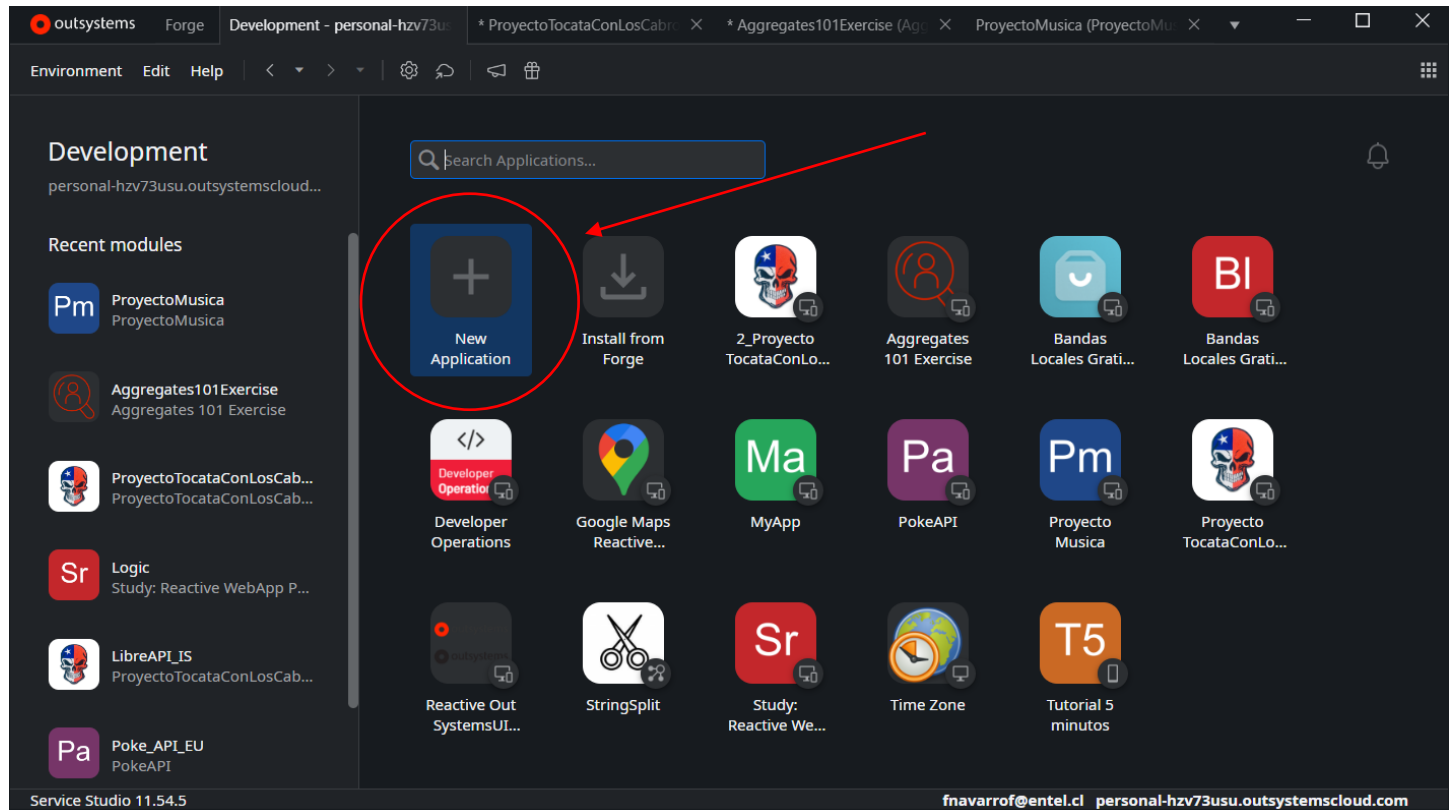 outsystems Forge Development - personal-hzv73us * ProyectoTocataConLosCabro * Aggregates101Exercise (Agg ProyectoMusica (ProyectoMu
Environment Edit Help
Development
personal-hzv73usu.outsystemscloud...
Recent modules
Pm
ProyectoMusica
ProyectoMusica
Aggregates101Exercise
Aggregates 101 Exercise
ProyectoTocataConLosCab...
ProyectoTocataConLosCab...
Sr
Logic
Study: Reactive WebApp P...
LibreAPI_IS
ProyectoTocataConLosCab...
Pa
Poke_API_EU
PokeAPI
Search Applications...
New
Application
Install from
Forge
2_Proyecto
TocataConLo...
Aggregates
101 Exercise
Bandas
Locales Grati...
Bl
Bandas
Locales Grati...
</>
Developer
Operation
Developer
Operations
Google Maps
Reactive...
Ma
MyApp
Pa
PokeAPI
Pm
Proyecto
Musica
Proyecto
TocataConLo...
outsystems
Reactive Out
SystemsUI...
StringSplit
Sr
Study:
Reactive We...
Time Zone
T5
Tutorial 5
minutos
Service Studio 11.54.5
fnavarrof@entel.cl personal-hzv73usu.outsystemscloud.com